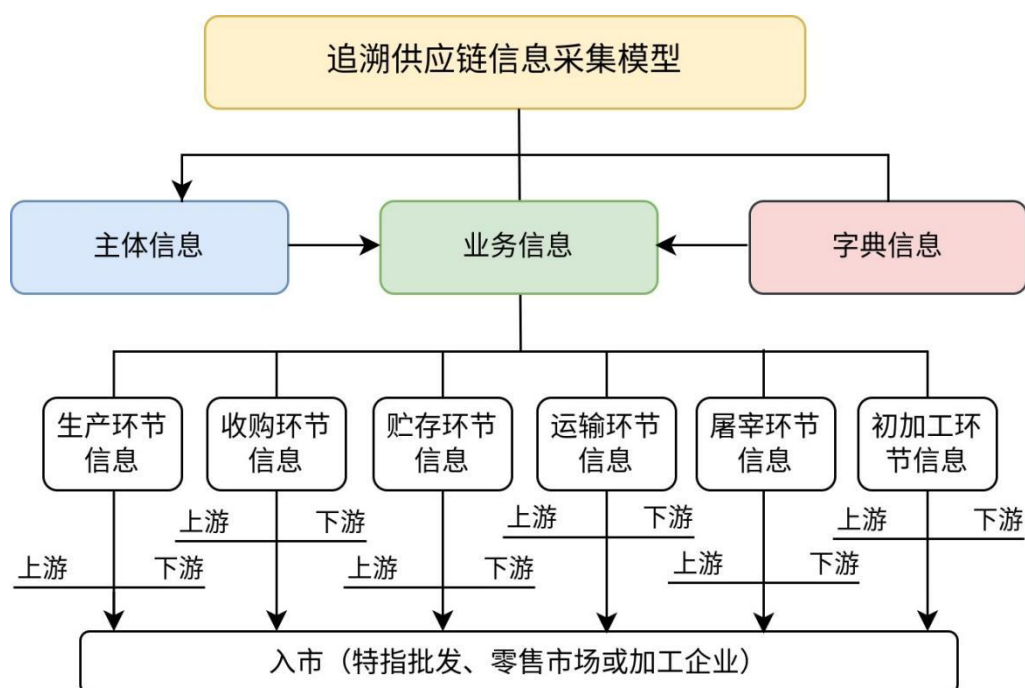 追溯供应链信息采集模型
主体信息
业务信息
字典信息
生产环节
信息
收购环节
信息
贮存环节
信息
运输环节
信息
屠宰环节
信息
初加工环
节信息
上游
下游
上游
下游
上游
下游
上游
下游
上游
下游
上游
下游
入市（特指批发、零售市场或加工企业）